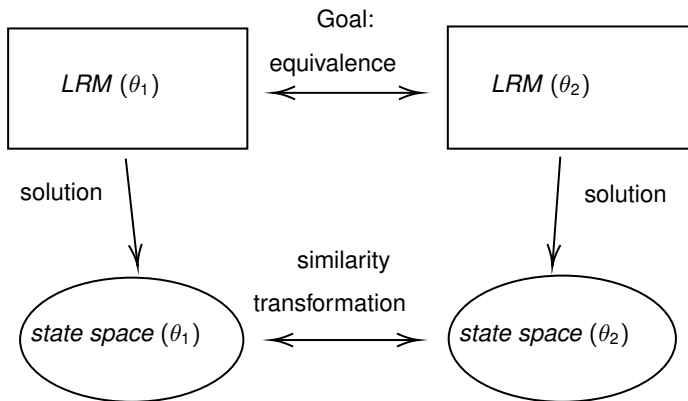 Goal:
equivalence
LRM (θ₁)
LRM (θ₂)
solution
solution
similarity
transformation
state space (θ₁)
state space (θ₂)